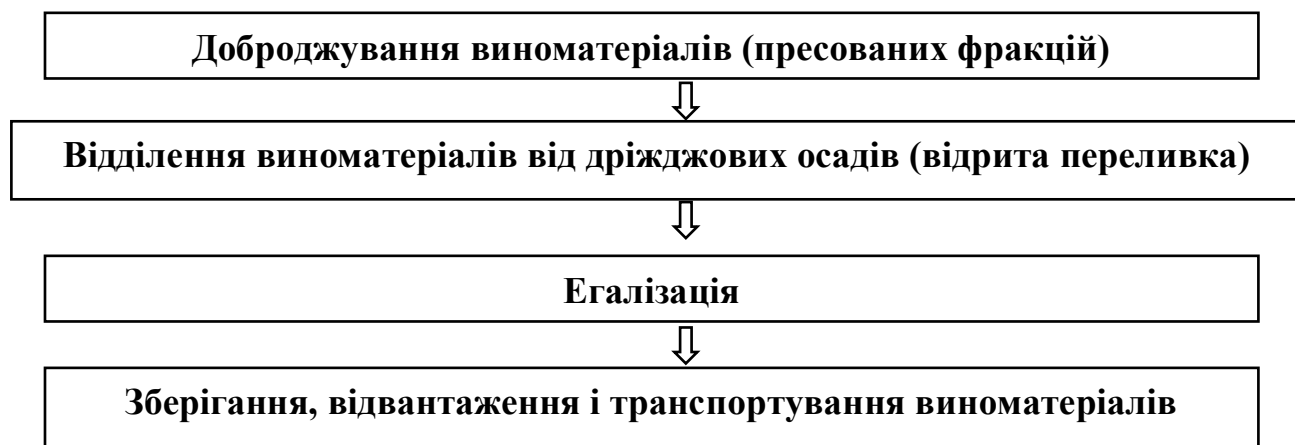 Доброджування виноматеріалів (пресованих фракцій)
Відділення виноматеріалів від дріжджових осадів (відрита переливка)
Егалізація
Зберігання, відвантаження і транспортування виноматеріалів